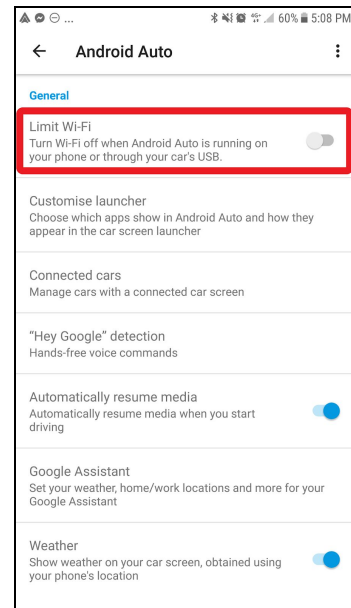 ... 4G+ 60% 5:08 PM
Android Auto
General
Limit Wi-Fi
Turn Wi-Fi off when Android Auto is running on
your phone or through your car's USB.
Customise launcher
Choose which apps show in Android Auto and how they
appear in the car screen launcher
Connected cars
Manage cars with a connected car screen
“Hey Google” detection
Hands-free voice commands
Automatically resume media
Automatically resume media when you start
driving
Google Assistant
Set your weather, home/work locations and more for your
Google Assistant
Weather
Show weather on your car screen, obtained using
your phone's location